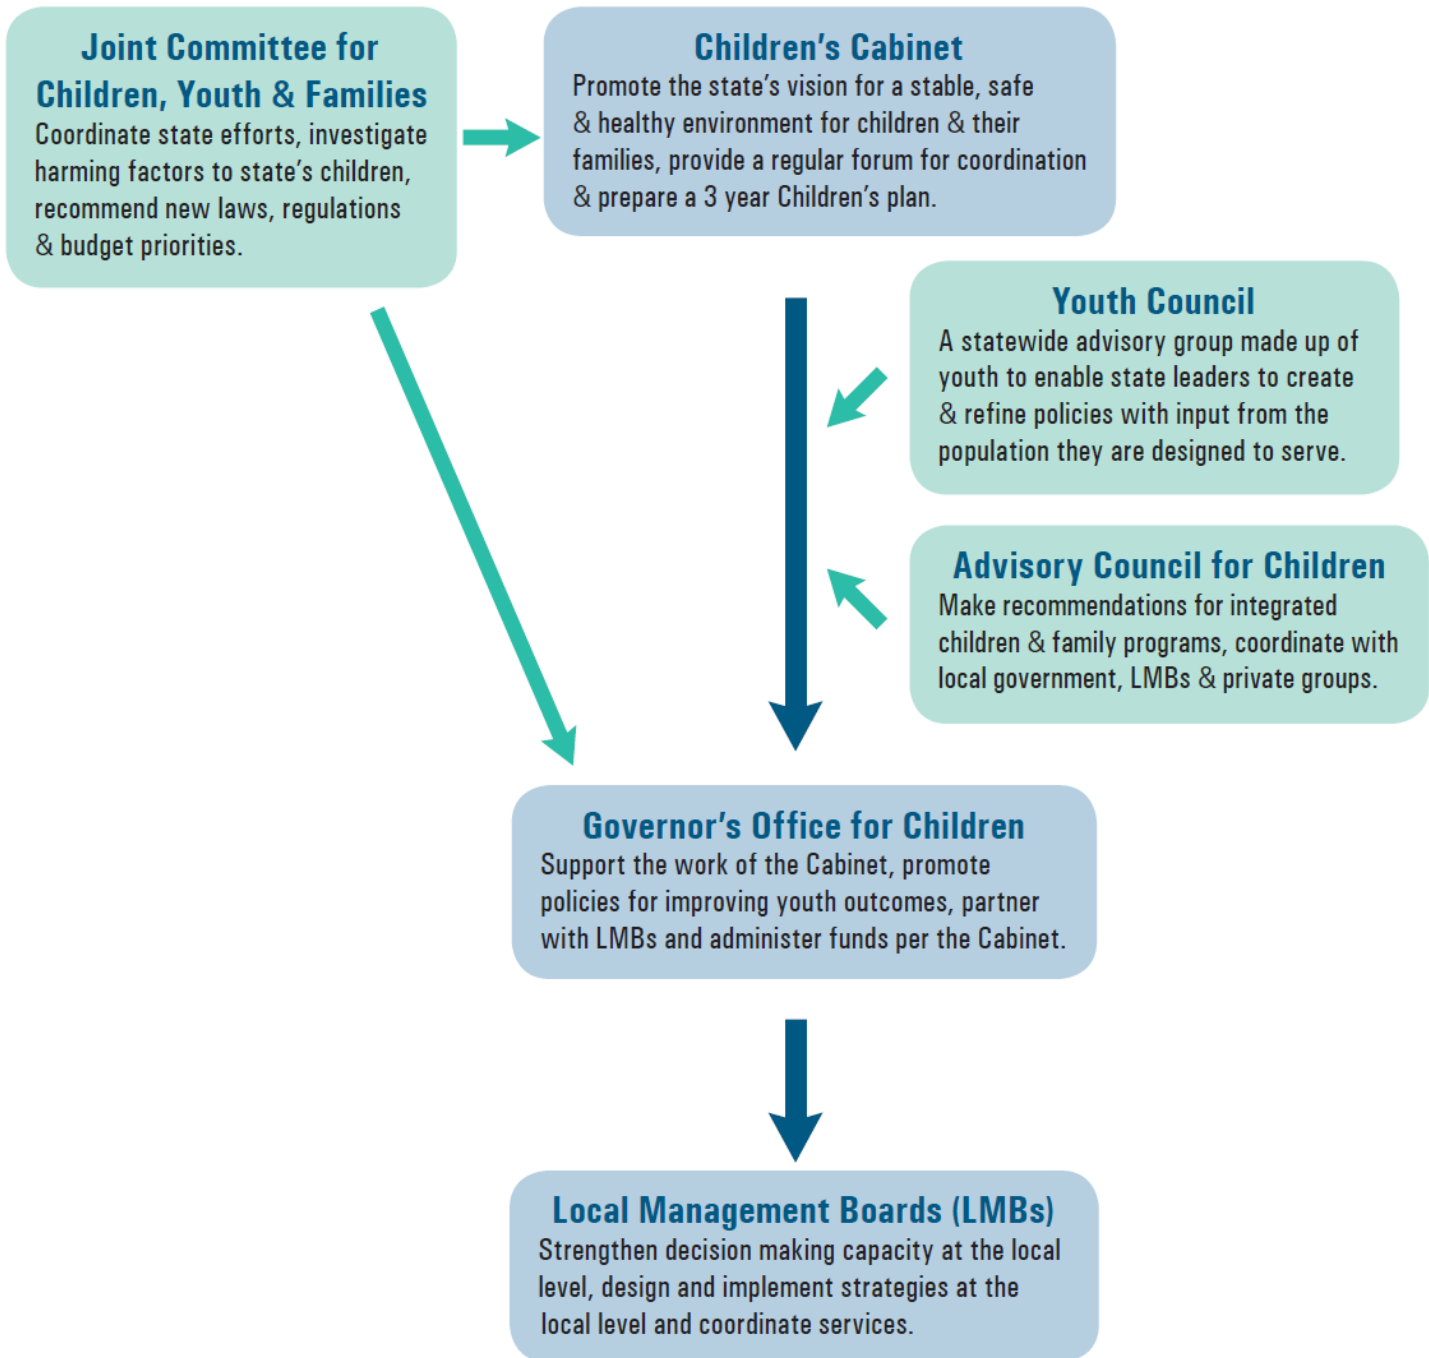 Joint Committee for
Children, Youth & Families
Coordinate state efforts, investigate
harming factors to state’s children,
recommend new laws, regulations
& budget priorities.
Children’s Cabinet
Promote the state’s vision for a stable, safe
& healthy environment for children & their
families, provide a regular forum for coordination
& prepare a 3 year Children’s plan.
Youth Council
A statewide advisory group made up of
youth to enable state leaders to create
& refine policies with input from the
population they are designed to serve.
Advisory Council for Children
Make recommendations for integrated
children & family programs, coordinate with
local government, LMBs & private groups.
Governor’s Office for Children
Support the work of the Cabinet, promote
policies for improving youth outcomes, partner
with LMBs and administer funds per the Cabinet.
Local Management Boards (LMBs)
Strengthen decision making capacity at the local
level, design and implement strategies at the
local level and coordinate services.